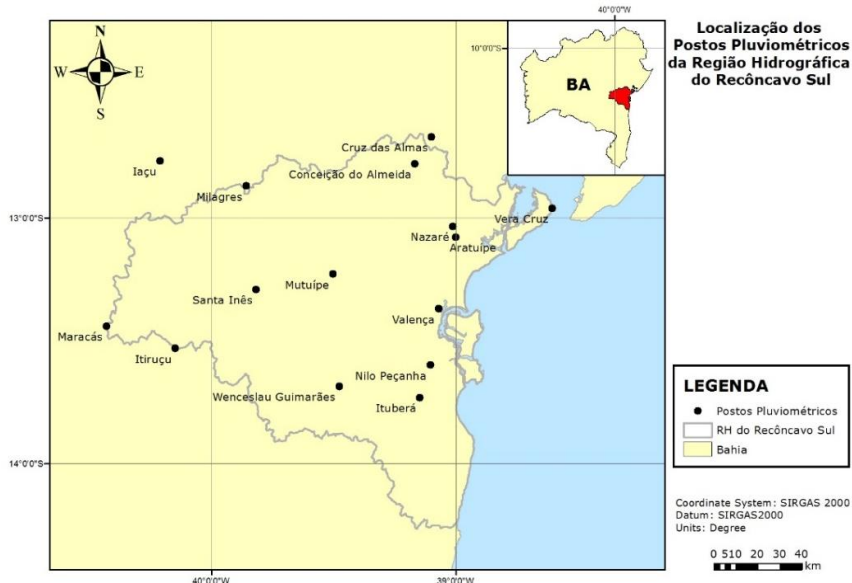 Localização dos
Postos Pluviométricos
da Região Hidrográfica
do Recôncavo Sul
40°0'0"W
10°0'0"S
BA
N
W
E
S
Cruz das Almas
Iaçu
Conceição do Almeida
Milagres
13°0'0"S
Vera Cruz
Nazaré
Aratuípe
Mutuípe
Santa Inês
Valença
Maracás
Itiruçu
Nilo Peçanha
Wenceslau Guimarães
Ituberá
14°0'0"S
40°0'0"W
39°0'0"W
LEGENDA
Postos Pluviométricos
RH do Recôncavo Sul
Bahia
Coordinate System: SIRGAS 2000
Datum: SIRGAS2000
Units: Degree
0 5 10 20 30 40
km